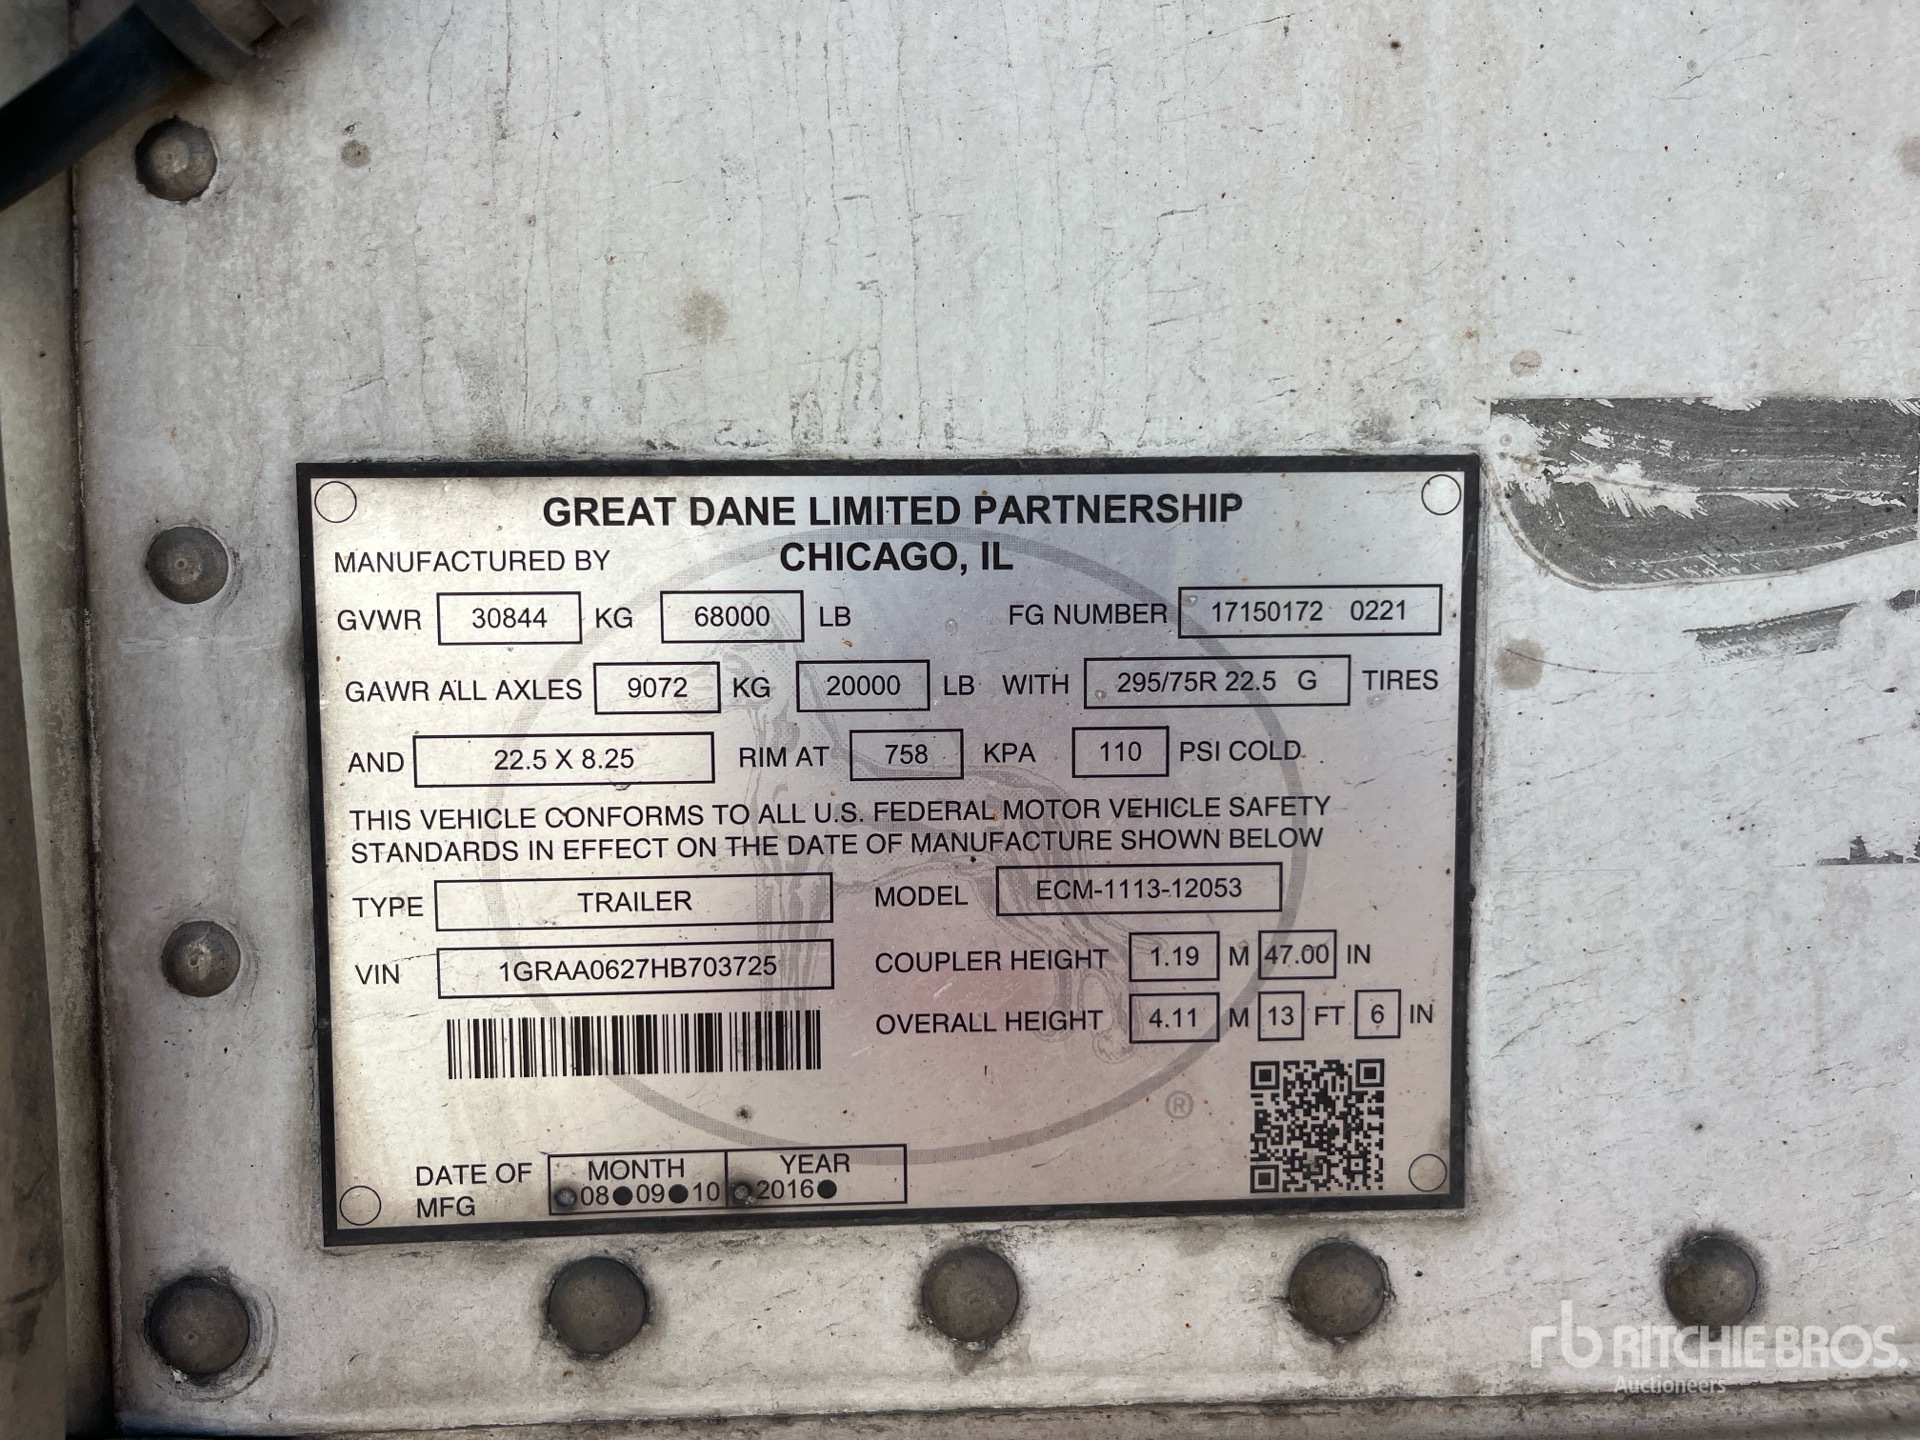 GREAT DANE LIMITED PARTNERSHIP
MANUFACTURED BY CHICAGO, IL
GVWR 30844 KG 68000 LB FG NUMBER 17150172 0221
GAWR ALL AXLES 9072 KG 20000 LB WITH 295/75R 22.5 G TIRES
AND 22.5 X 8.25 RIM AT 758 KPA 110 PSI COLD
THIS VEHICLE CONFORMS TO ALL U.S. FEDERAL MOTOR VEHICLE SAFETY
STANDARDS IN EFFECT ON THE DATE OF MANUFACTURE SHOWN BELOW
TYPE TRAILER MODEL ECM-1113-12053
VIN 1GRAA0627HB703725 COUPLER HEIGHT 1.19 M 47.00 IN
OVERALL HEIGHT 4.11 M 13 FT 6 IN
®
DATE OF MONTH YEAR
MFG ●08●09●10 ●2016●
rb RITCHIE BROS.
Auctioneers